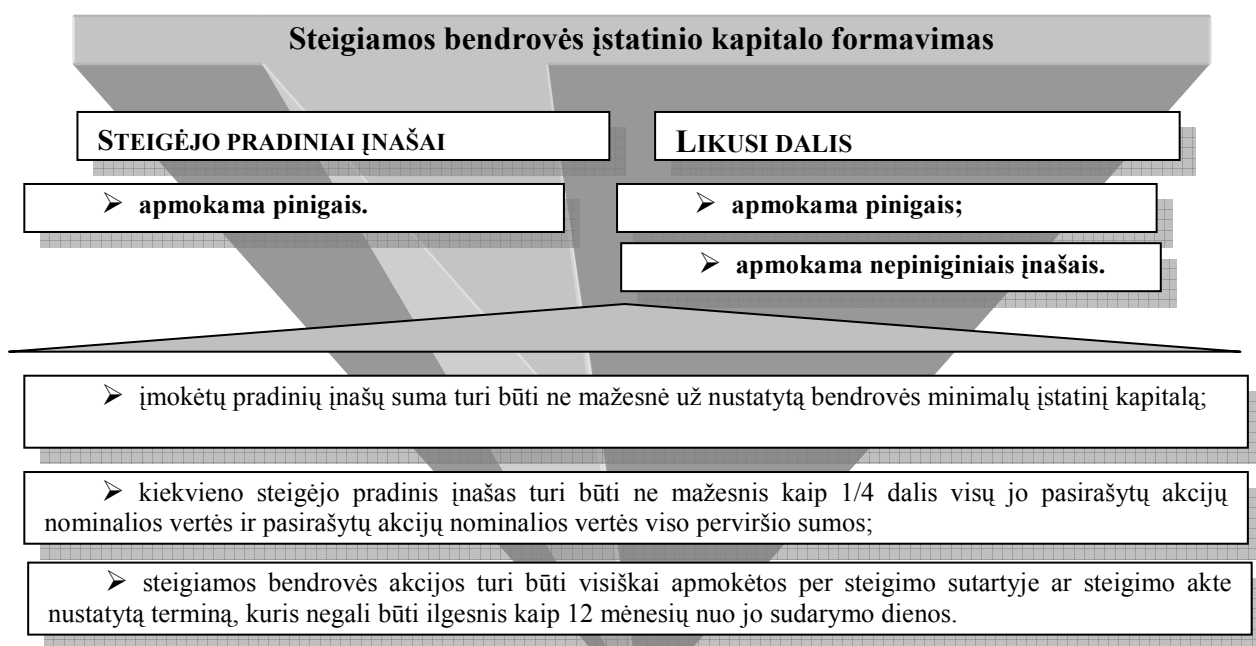 Steigiamos bendrovės įstatinio kapitalo formavimas
STEIGĖJO PRADINIAI ĮNAŠAI
LIKUSI DALIS
➢ apmokama pinigais.
➢ apmokama pinigais;
➢ apmokama nepiniginiais įnašais.
➢ įmokėtų pradinių įnašų suma turi būti ne mažesnė už nustatytą bendrovės minimalų įstatinį kapitalą;
➢ kiekvieno steigėjo pradinis įnašas turi būti ne mažesnis kaip 1/4 dalis visų jo pasirašytų akcijų
nominalios vertės ir pasirašytų akcijų nominalios vertės viso perviršio sumos;
➢ steigiamos bendrovės akcijos turi būti visiškai apmokėtos per steigimo sutartyje ar steigimo akte
nustatytą terminą, kuris negali būti ilgesnis kaip 12 mėnesių nuo jo sudarymo dienos.